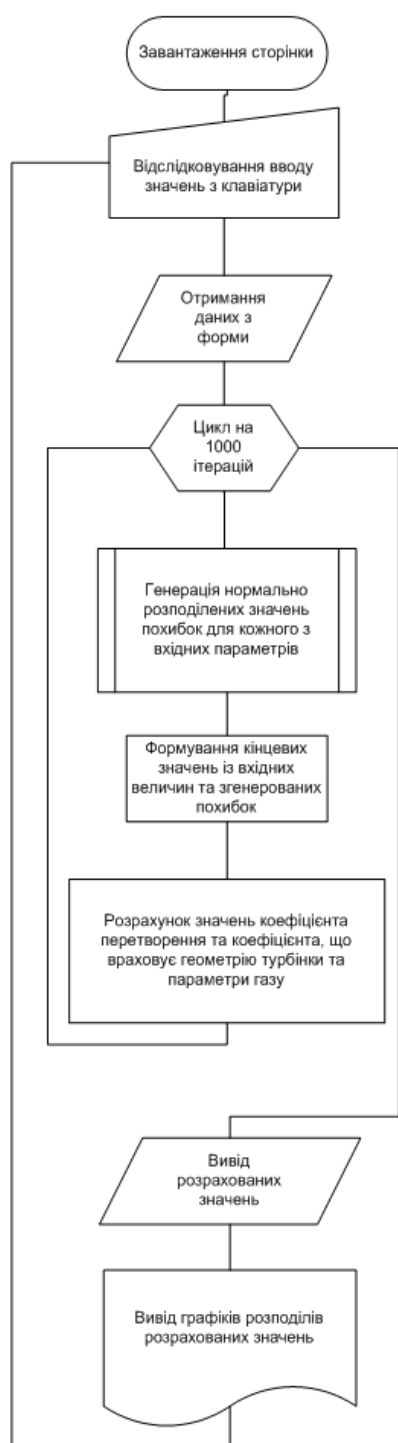 Завантаження сторінки
Відслідковування вводу
значень з клавіатури
Отримання
даних з
форми
Цикл на
1000
ітерацій
Генерація нормально
розподілених значень
похибок для кожного з
вхідних параметрів
Формування кінцевих
значень із вхідних
величин та згенерованих
похибок
Розрахунок значень коефіцієнта
перетворення та коефіцієнта, що
враховує геометрію турбінки та
параметри газу
Вивід
розрахованих
значень
Вивід графіків розподілів
розрахованих значень